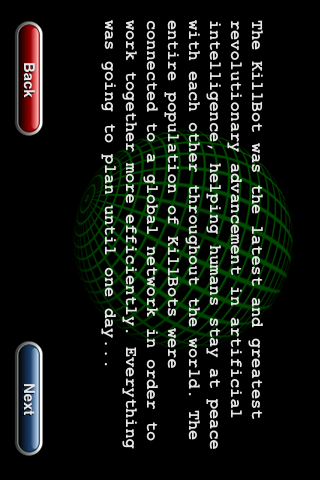 The KillBot was the latest and greatest
revolutionary advancement in artificial
intelligence, helping humans stay at peace
with each other throughout the world. The
entire population of KillBots were
connected to a global network in order to
work together more efficiently. Everything
was going to plan until one day...
Back
Next